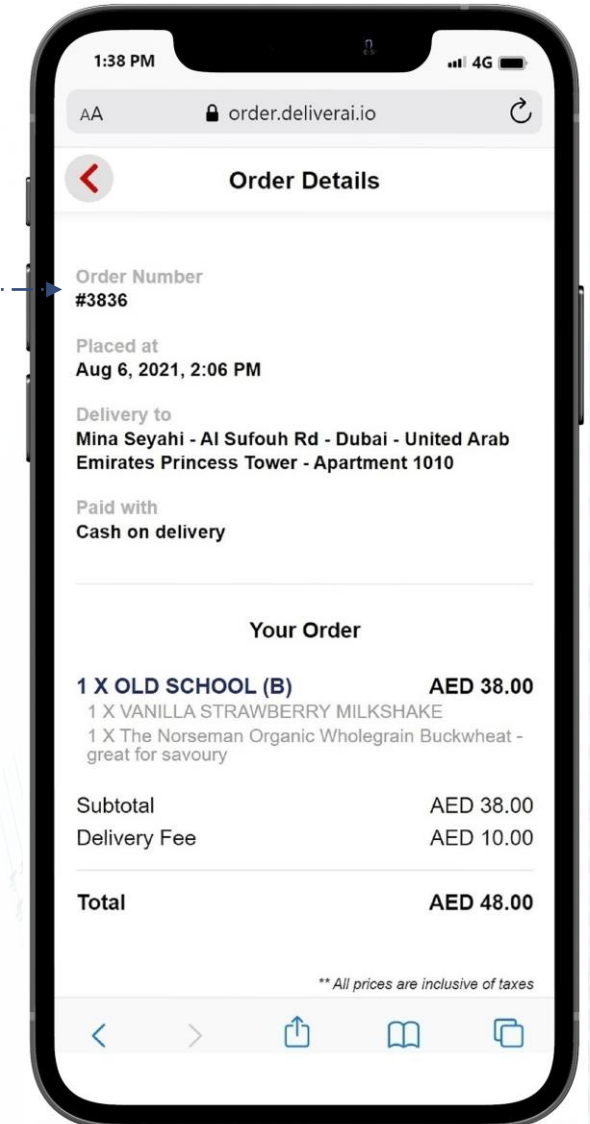 1:38 PM
4G
AA order.deliverai.io
Order Details
Order Number
#3836
Placed at
Aug 6, 2021, 2:06 PM
Delivery to
Mina Seyahi - Al Sufouh Rd - Dubai - United Arab
Emirates Princess Tower - Apartment 1010
Paid with
Cash on delivery
Your Order
1 X OLD SCHOOL (B) AED 38.00
1 X VANILLA STRAWBERRY MILKSHAKE
1 X The Norseman Organic Wholegrain Buckwheat -
great for savoury
Subtotal AED 38.00
Delivery Fee AED 10.00
Total AED 48.00
** All prices are inclusive of taxes